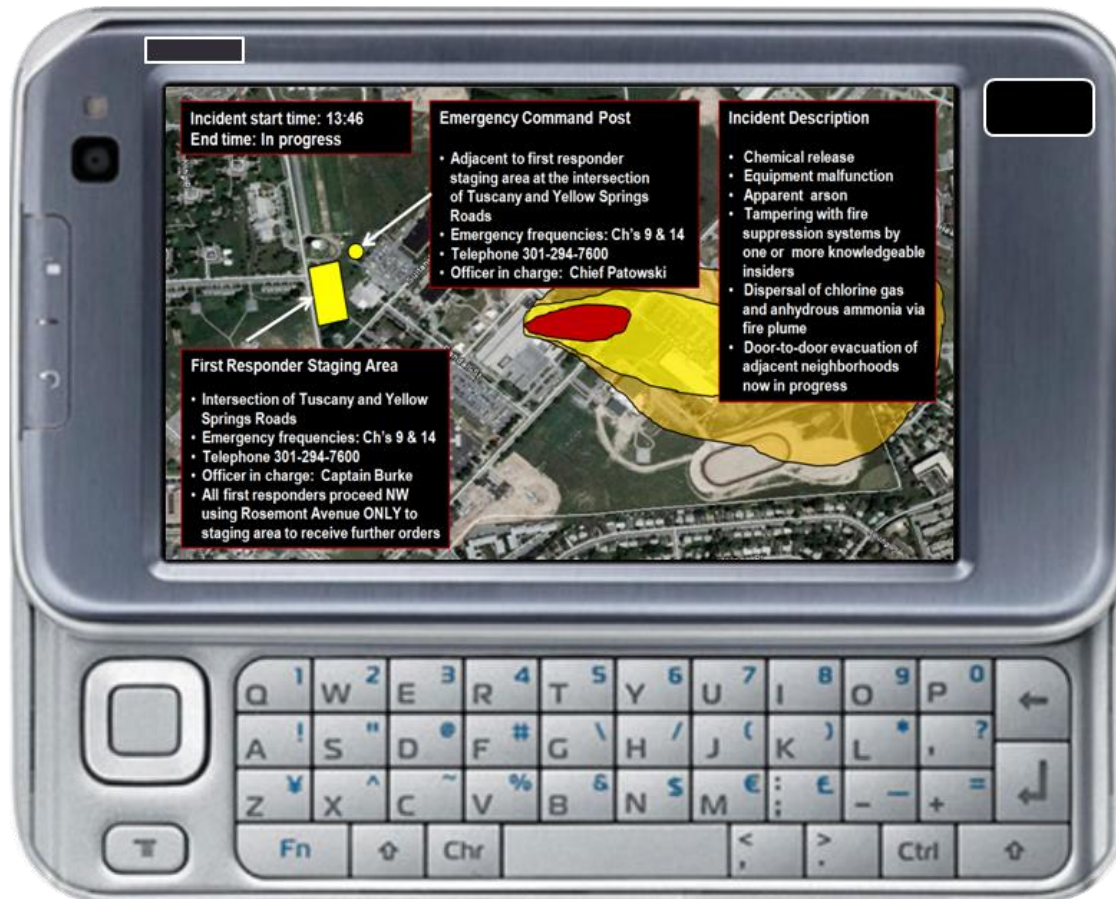 Incident start time: 13:46
End time: In progress
Emergency Command Post
• Adjacent to first responder
staging area at the intersection
of Tuscany and Yellow Springs
Roads
• Emergency frequencies: Ch's 9 & 14
• Telephone 301-294-7600
• Officer in charge: Chief Patowski
Incident Description
• Chemical release
• Equipment malfunction
• Apparent arson
• Tampering with fire
suppression systems by
one or more knowledgeable
insiders
• Dispersal of chlorine gas
and anhydrous ammonia via
fire plume
• Door-to-door evacuation of
adjacent neighborhoods
now in progress
First Responder Staging Area
• Intersection of Tuscany and Yellow
Springs Roads
• Emergency frequencies: Ch's 9 & 14
• Telephone 301-294-7600
• Officer in charge: Captain Burke
• All first responders proceed NW
using Rosemont Avenue ONLY to
staging area to receive further orders
Q 1 W 2 E 3 R 4 T 5 Y 6 U 7 I 8 O 9 P 0 ←
A ! S " D @ F # G \ H / J ( K ) L * ' ?
Z ¥ X ^ C ~ V % B & N $ M € : ; £ - _ + = ↵
Fn ⇧ Chr < , > . Ctrl ⇧